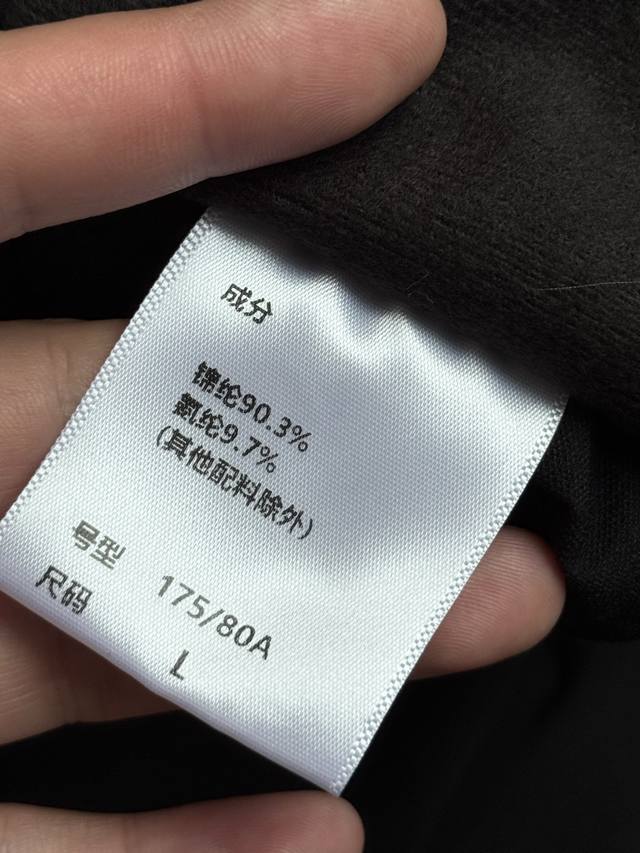 成分
锦纶90.3%
氨纶9.7%
(其他配料除外)
号型 175/80A
尺码 L